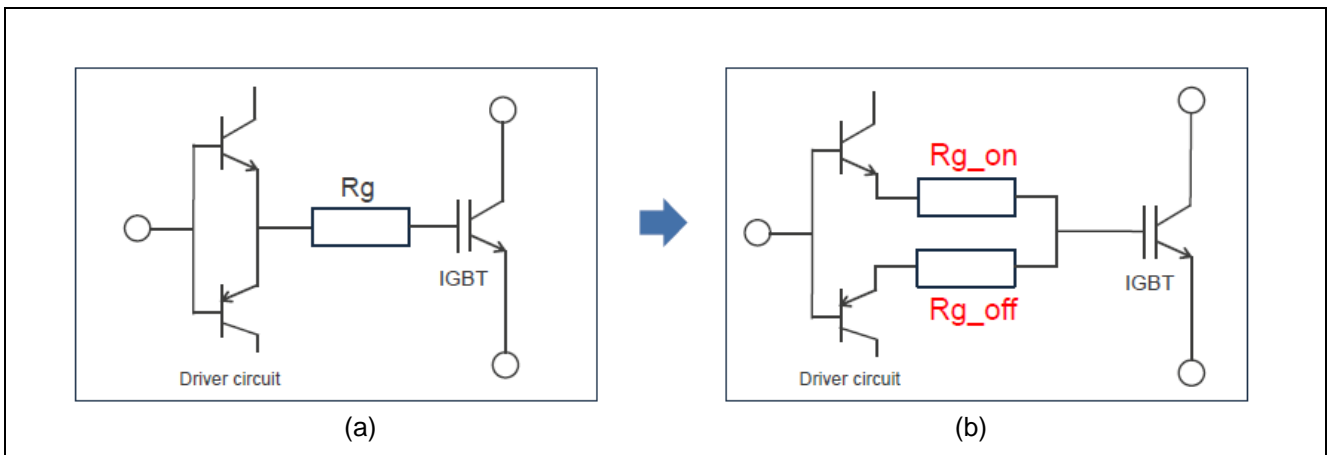 Rg
IGBT
Driver circuit
(a)
Rg_on
Rg_off
IGBT
Driver circuit
(b)